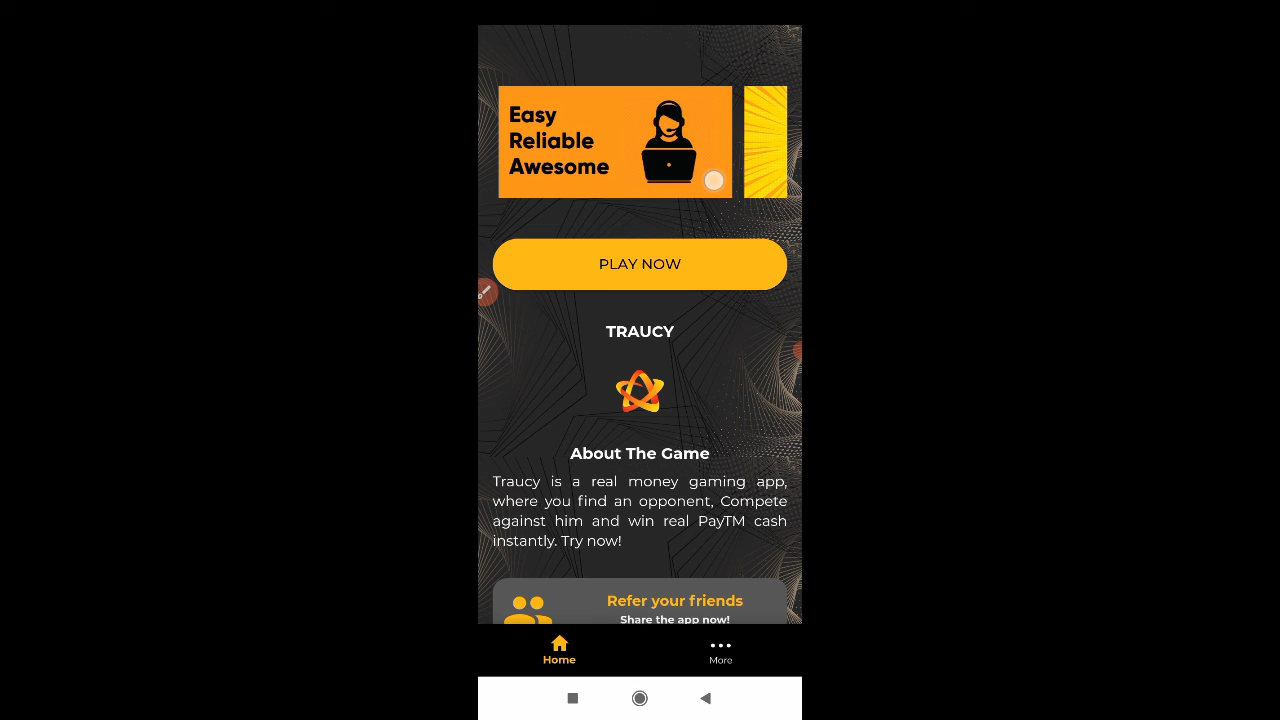 Easy
Reliable
Awesome
PLAY NOW
TRAUCY
About The Game
Traucy is a real money gaming app,
where you find an opponent, Compete
against him and win real PayTM cash
instantly. Try now!
Refer your friends
Share the app now!
Home
More